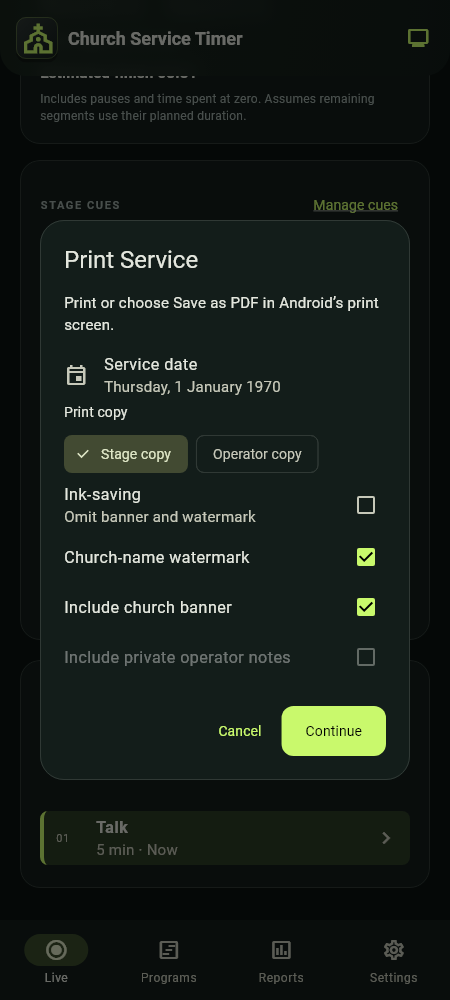 Church Service Timer
Includes pauses and time spent at zero. Assumes remaining
segments use their planned duration.
STAGE CUES
Manage cues
Print Service
Print or choose Save as PDF in Android's print
screen.
Service date
Thursday, 1 January 1970
Print copy
Stage copy
Operator copy
Ink-saving
Omit banner and watermark
Church-name watermark
Include church banner
Include private operator notes
Cancel
Continue
01
Talk
5 min · Now
Live
Programs
Reports
Settings